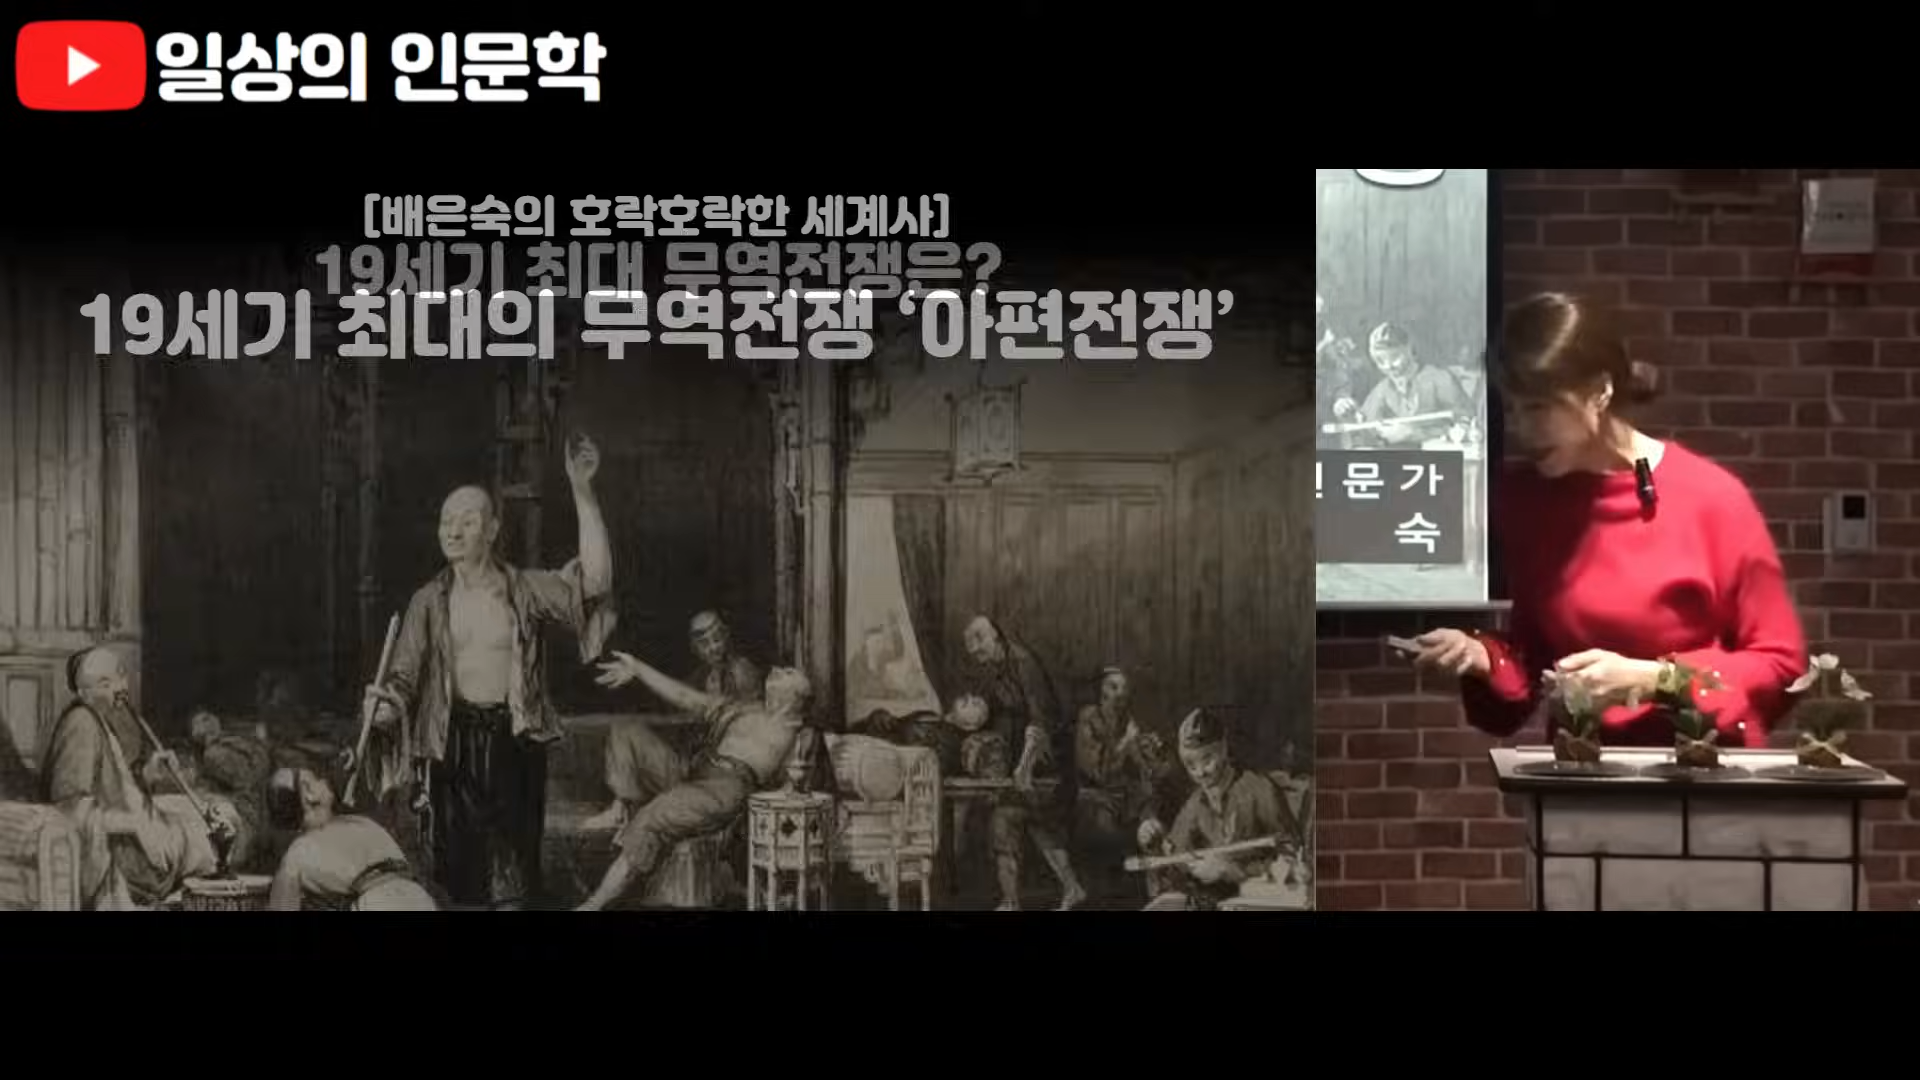 일상의 인문학
[배은숙의 호락호락한 세계사]
19세기 최대 무역전쟁은?
19세기 최대의 무역전쟁 ‘아편전쟁’
문가
숙